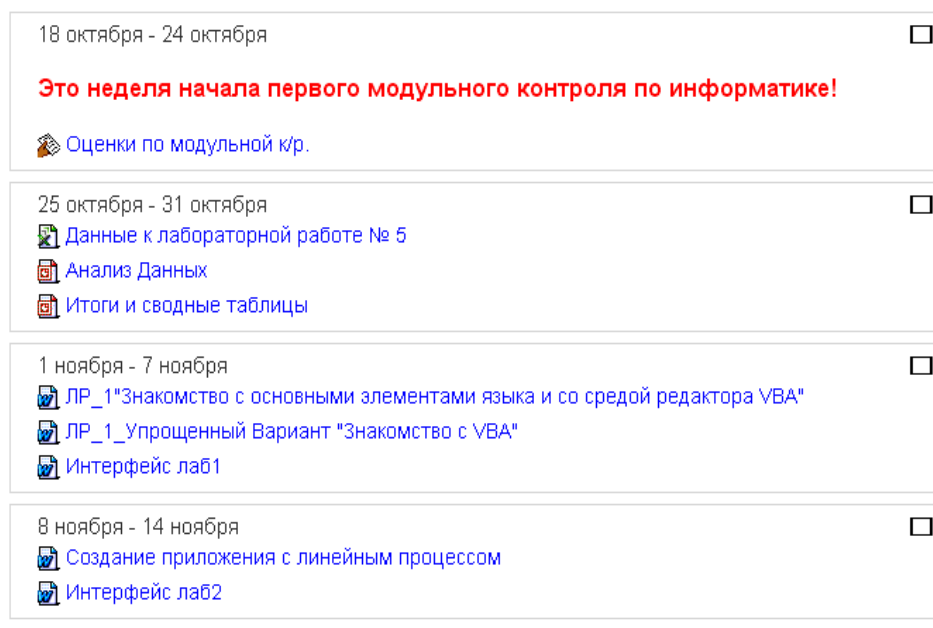 18 октября - 24 октября
Это неделя начала первого модульного контроля по информатике!
Оценки по модульной к/р.
25 октября - 31 октября
Данные к лабораторной работе № 5
Анализ Данных
Итоги и сводные таблицы
1 ноября - 7 ноября
ЛР_1"Знакомство с основными элементами языка и со средой редактора VBA"
ЛР_1_Упрощенный Вариант "Знакомство с VBA"
Интерфейс лаб1
8 ноября - 14 ноября
Создание приложения с линейным процессом
Интерфейс лаб2